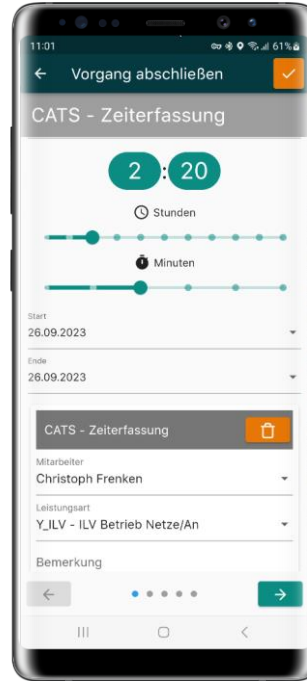 11:01
61%
Vorgang abschließen
CATS - Zeiterfassung
2:20
Stunden
Minuten
Start
26.09.2023
Ende
26.09.2023
CATS - Zeiterfassung
Mitarbeiter
Christoph Frenken
Leistungsart
Y_ILV - ILV Betrieb Netze/An
Bemerkung